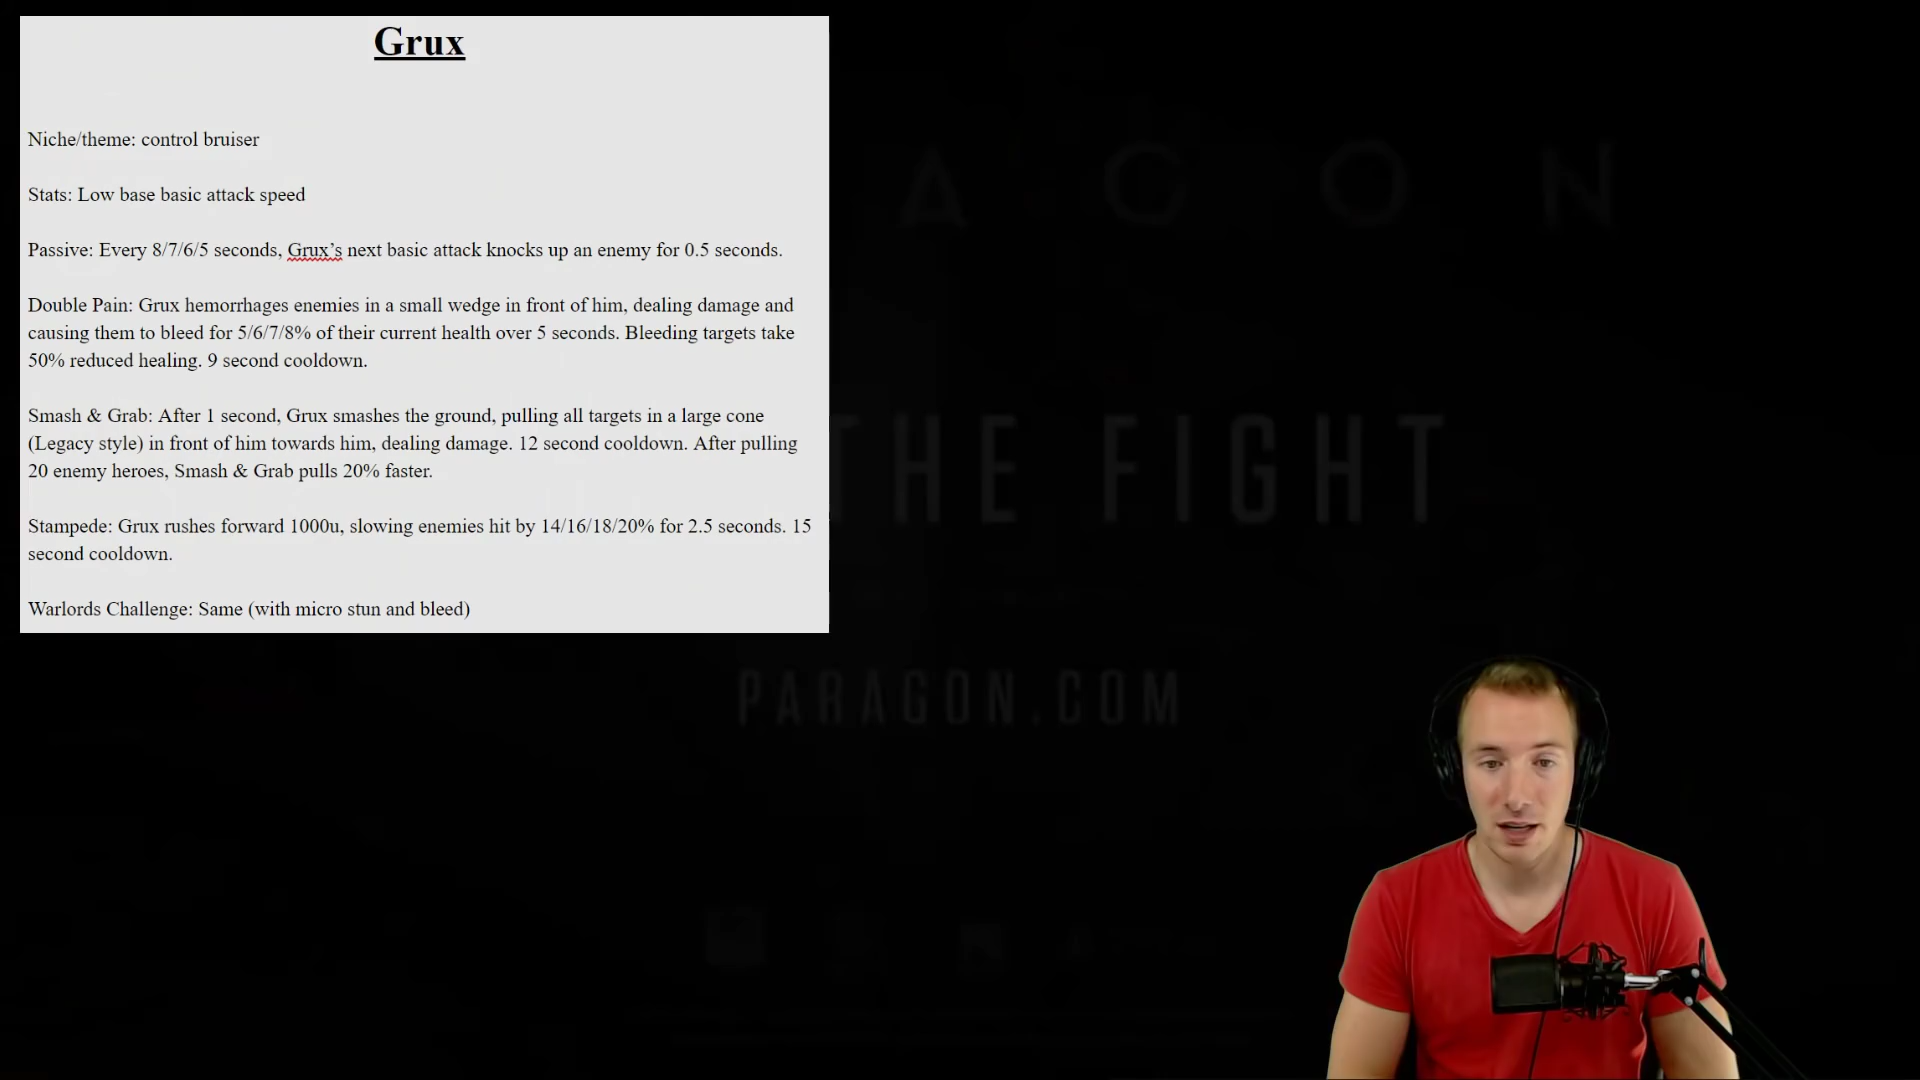 Grux
Niche/theme: control bruiser
Stats: Low base basic attack speed
Passive: Every 8/7/6/5 seconds, Grux’s next basic attack knocks up an enemy for 0.5 seconds.
Double Pain: Grux hemorrhages enemies in a small wedge in front of him, dealing damage and
causing them to bleed for 5/6/7/8% of their current health over 5 seconds. Bleeding targets take
50% reduced healing. 9 second cooldown.
Smash & Grab: After 1 second, Grux smashes the ground, pulling all targets in a large cone
(Legacy style) in front of him towards him, dealing damage. 12 second cooldown. After pulling
20 enemy heroes, Smash & Grab pulls 20% faster.
Stampede: Grux rushes forward 1000u, slowing enemies hit by 14/16/18/20% for 2.5 seconds. 15
second cooldown.
Warlords Challenge: Same (with micro stun and bleed)
A G O N
THE FIGHT
PARAGON.COM